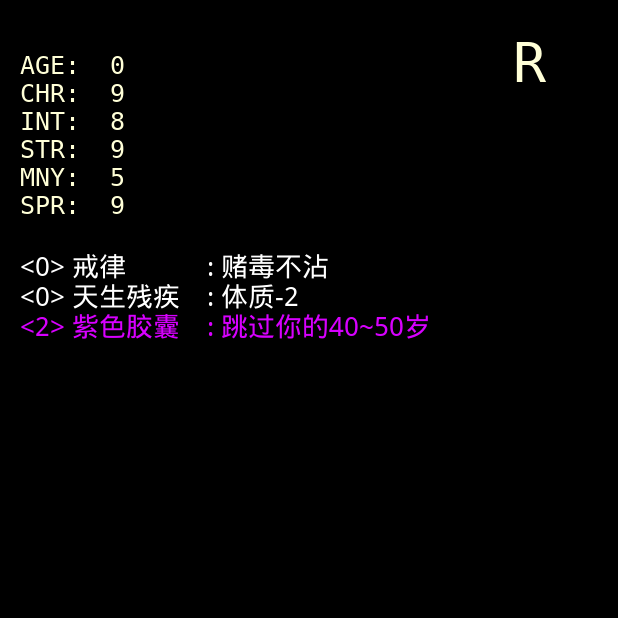 R
AGE: 0
CHR: 9
INT: 8
STR: 9
MNY: 5
SPR: 9
<0> 戒律 : 赌毒不沾
<0> 天生残疾 : 体质-2
<2> 紫色胶囊 : 跳过你的40~50岁